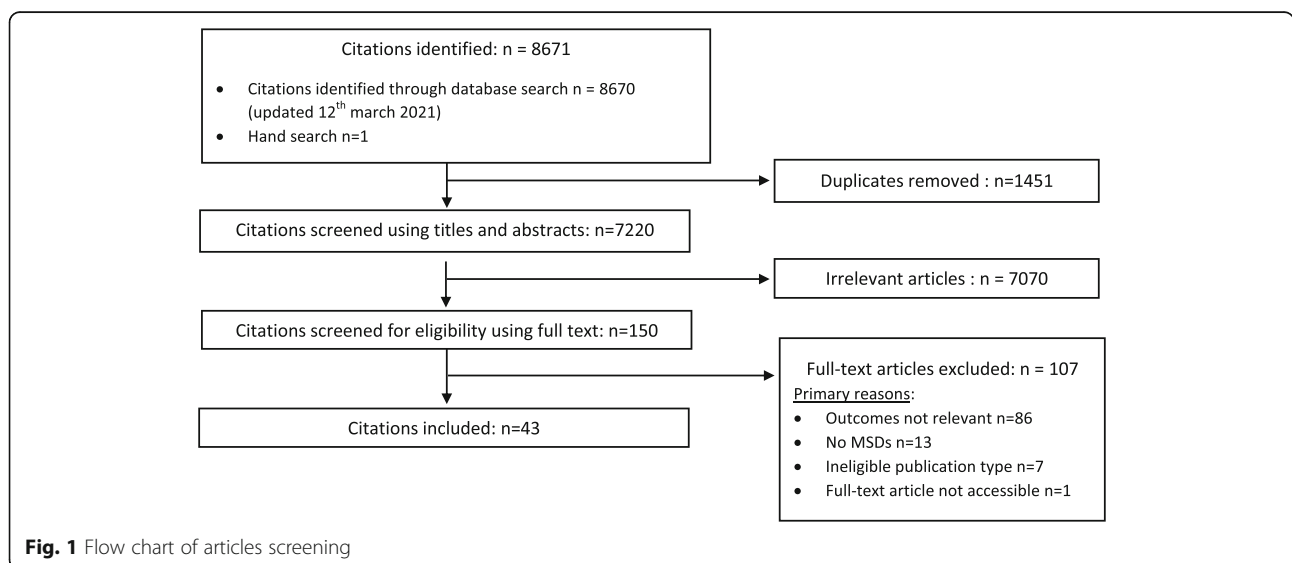 Citations identified: n = 8671
• Citations identified through database search n = 8670
(updated 12th march 2021)
• Hand search n=1
Duplicates removed : n=1451
Citations screened using titles and abstracts: n=7220
Irrelevant articles : n = 7070
Citations screened for eligibility using full text: n=150
Full-text articles excluded: n = 107
Primary reasons:
• Outcomes not relevant n=86
• No MSDs n=13
• Ineligible publication type n=7
• Full-text article not accessible n=1
Citations included: n=43
Fig. 1 Flow chart of articles screening